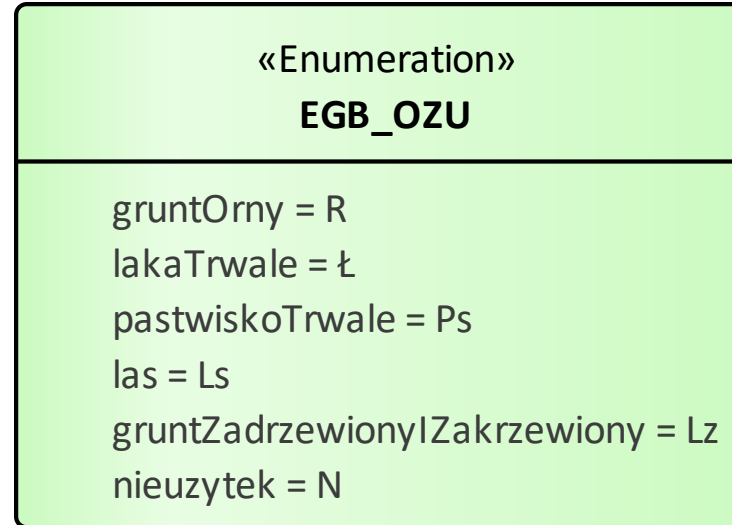 «Enumeration»
EGB_OZU
gruntOrny = R
lakaTrwale = Ł
pastwiskoTrwale = Ps
las = Ls
gruntZadrzewionyIZakrzewiony = Lz
nieuzytek = N